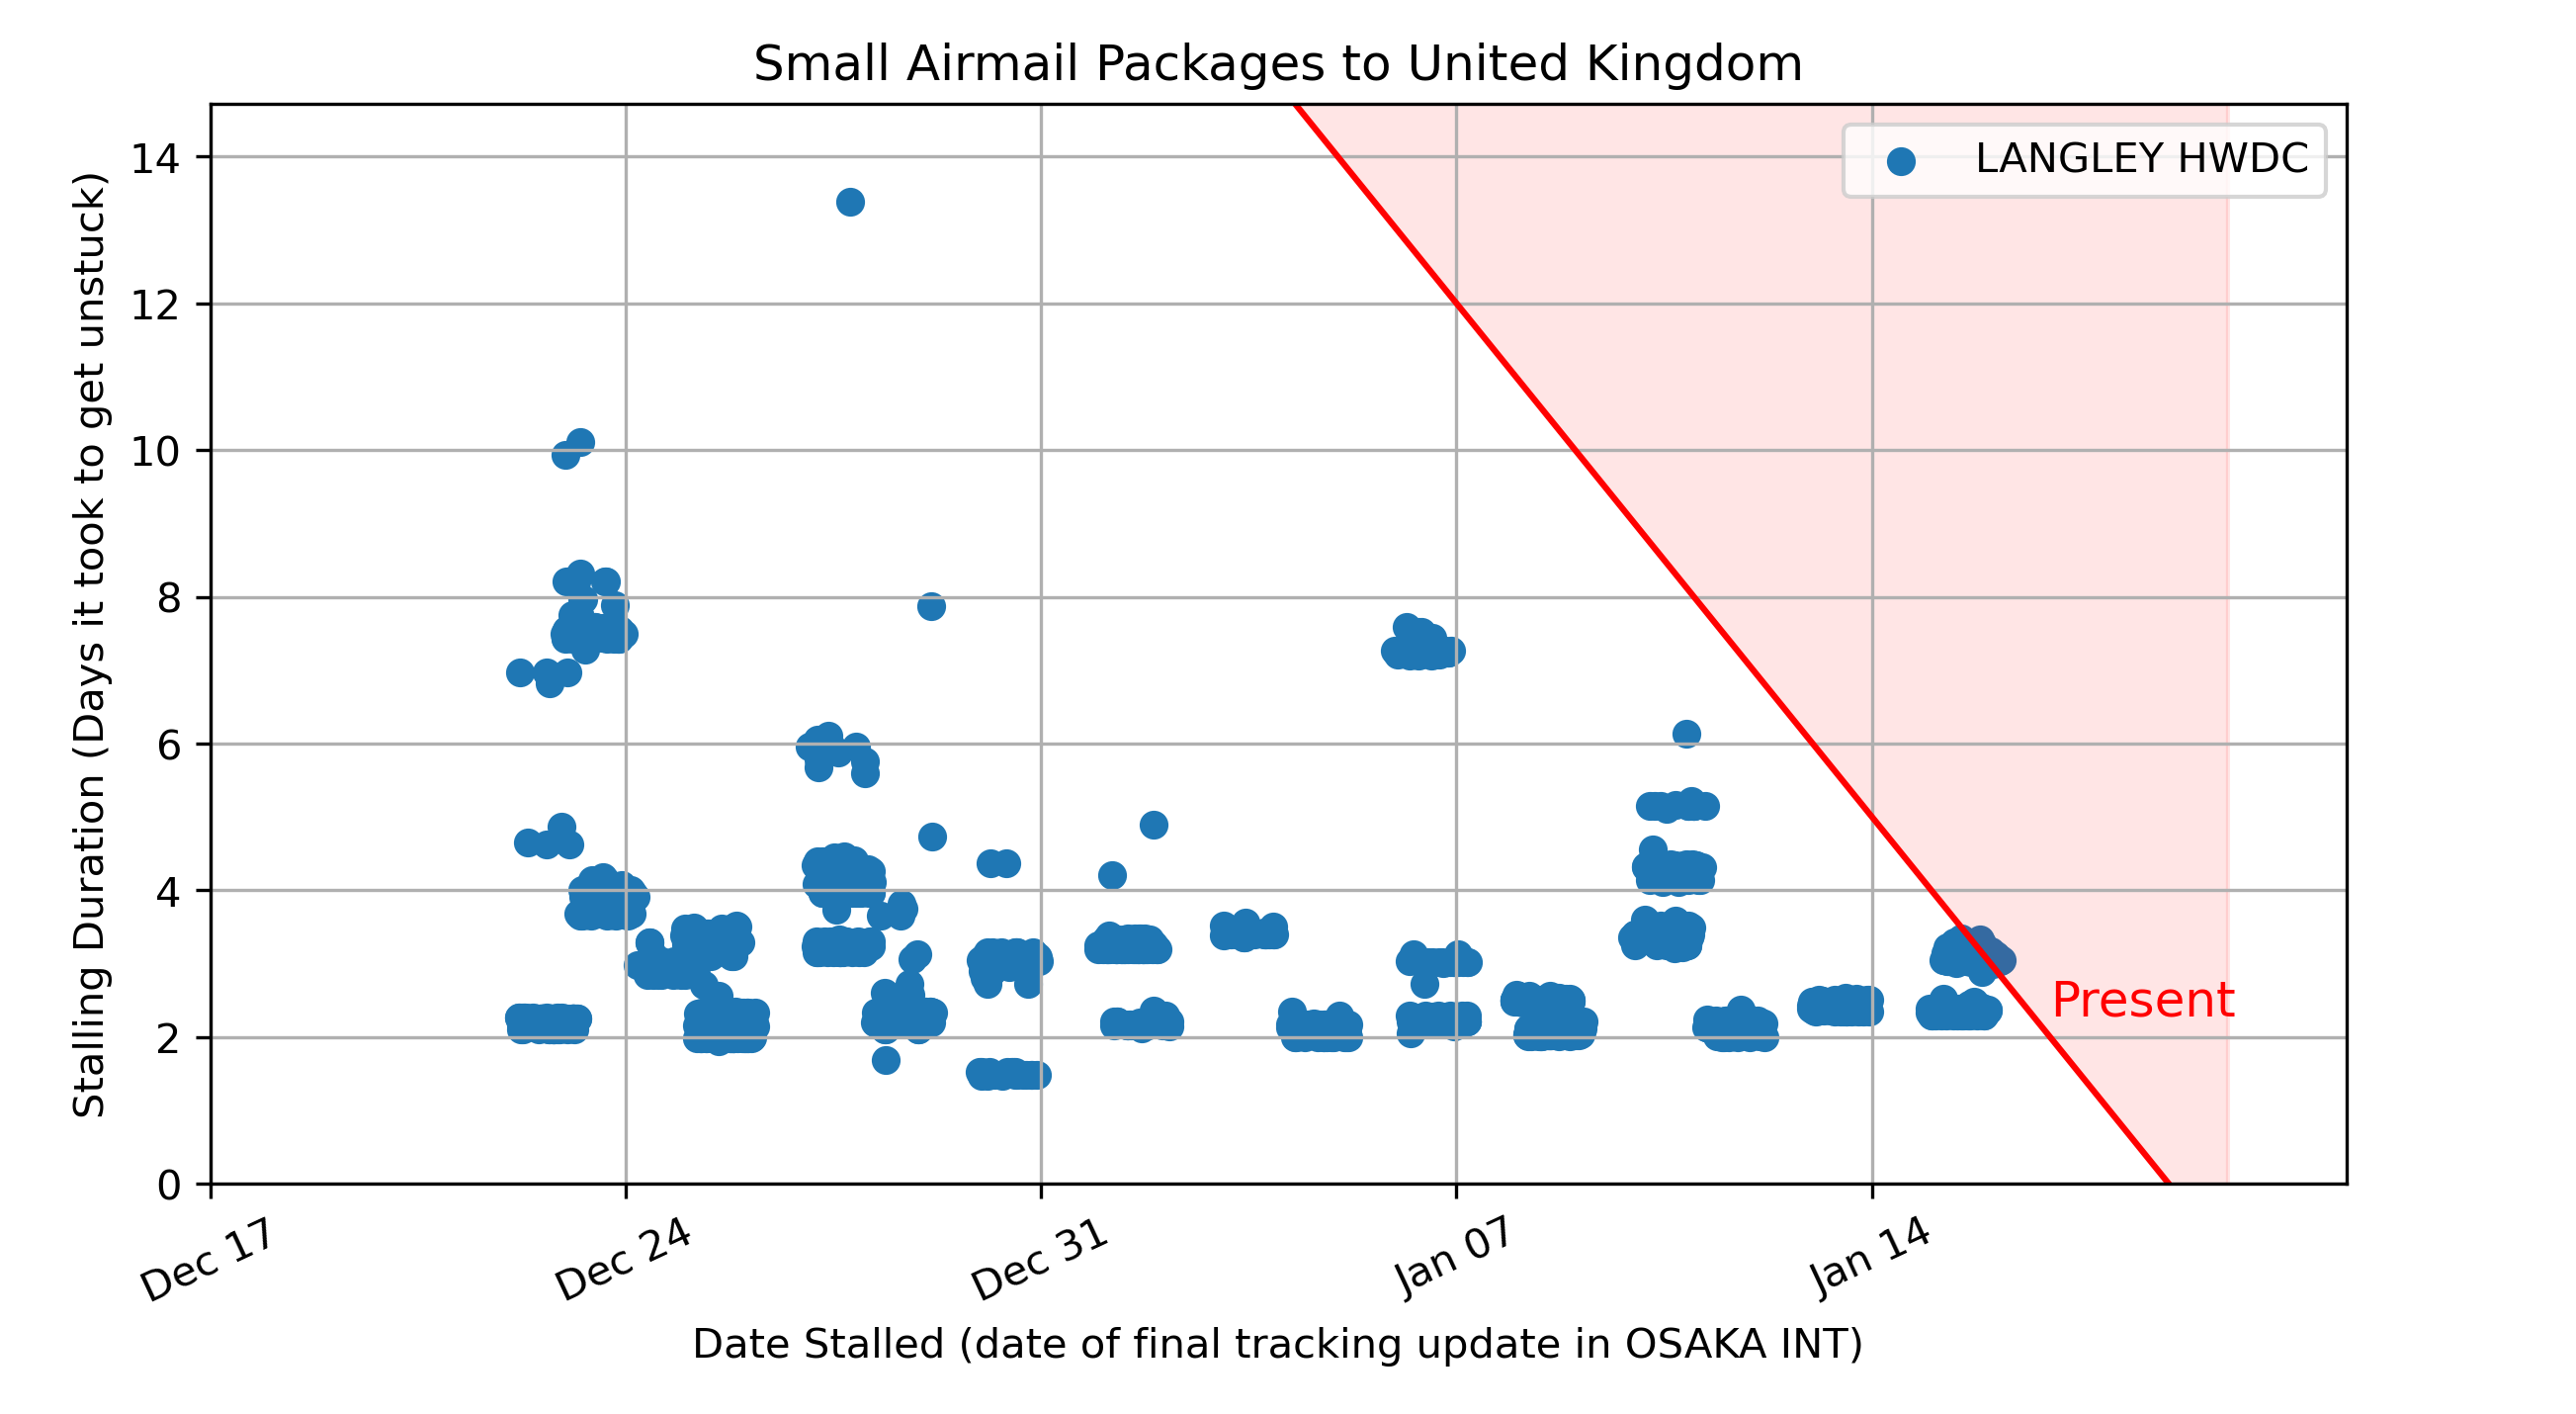 Small Airmail Packages to United Kingdom
LANGLEY HWDC
Stalling Duration (Days it took to get unstuck)
14
12
10
8
6
4
2
0
Present
Dec 17
Dec 24
Dec 31
Jan 07
Jan 14
Date Stalled (date of final tracking update in OSAKA INT)